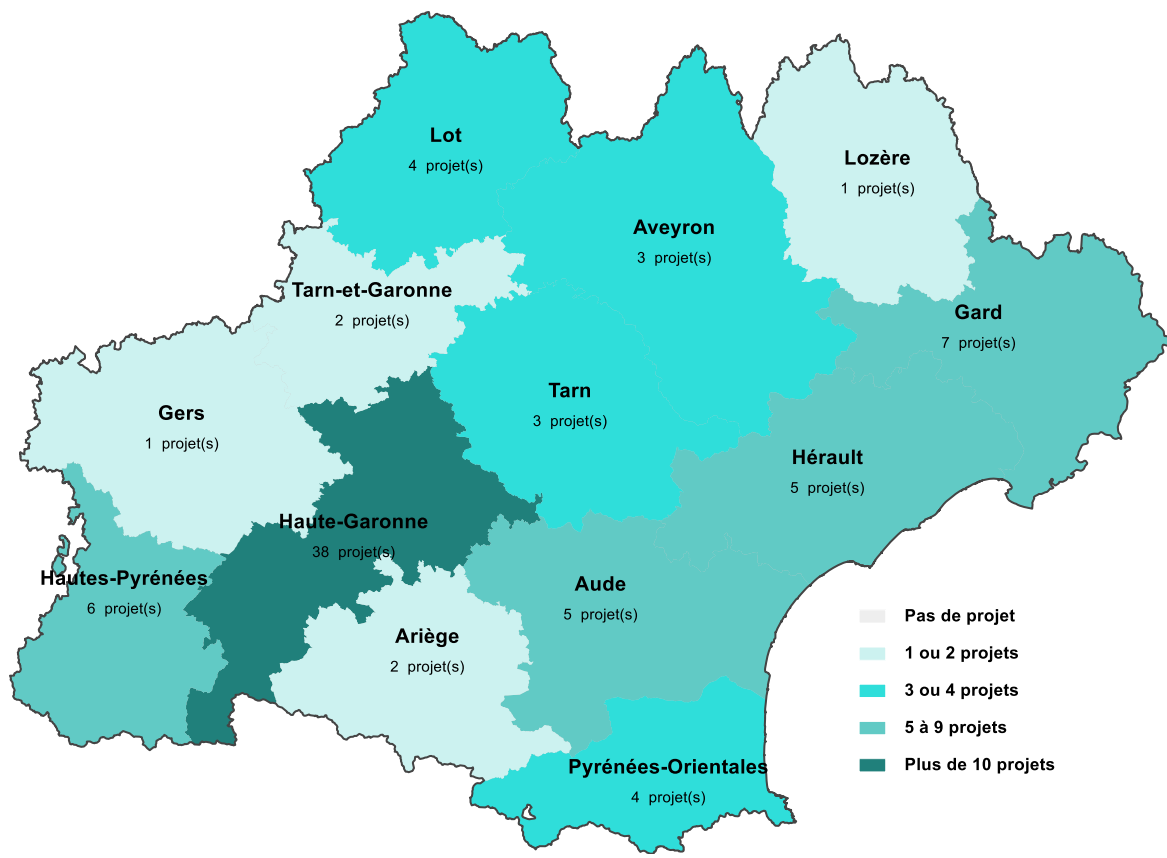 Lot
4 projet(s)
Lozère
1 projet(s)
Aveyron
3 projet(s)
Tarn-et-Garonne
2 projet(s)
Gard
7 projet(s)
Gers
1 projet(s)
Tarn
3 projet(s)
Hérault
5 projet(s)
Haute-Garonne
38 projet(s)
Hautes-Pyrénées
6 projet(s)
Aude
5 projet(s)
Ariège
2 projet(s)
Pyrénées-Orientales
4 projet(s)
Pas de projet
1 ou 2 projets
3 ou 4 projets
5 à 9 projets
Plus de 10 projets